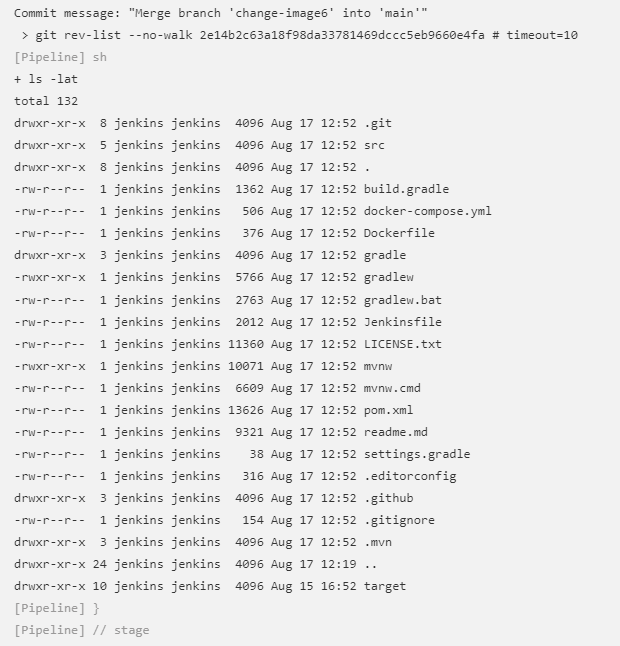 Commit message: "Merge branch 'change-image6' into 'main'"
 > git rev-list --no-walk 2e14b2c63a18f98da33781469dccc5eb9660e4fa # timeout=10
[Pipeline] sh
+ ls -lat
total 132
drwxr-xr-x  8 jenkins jenkins  4096 Aug 17 12:52 .git
drwxr-xr-x  5 jenkins jenkins  4096 Aug 17 12:52 src
drwxr-xr-x  8 jenkins jenkins  4096 Aug 17 12:52 .
-rw-r--r--  1 jenkins jenkins  1362 Aug 17 12:52 build.gradle
-rw-r--r--  1 jenkins jenkins   506 Aug 17 12:52 docker-compose.yml
-rw-r--r--  1 jenkins jenkins   376 Aug 17 12:52 Dockerfile
drwxr-xr-x  3 jenkins jenkins  4096 Aug 17 12:52 gradle
-rwxr-xr-x  1 jenkins jenkins  5766 Aug 17 12:52 gradlew
-rw-r--r--  1 jenkins jenkins  2763 Aug 17 12:52 gradlew.bat
-rw-r--r--  1 jenkins jenkins  2012 Aug 17 12:52 Jenkinsfile
-rw-r--r--  1 jenkins jenkins 11360 Aug 17 12:52 LICENSE.txt
-rwxr-xr-x  1 jenkins jenkins 10071 Aug 17 12:52 mvnw
-rw-r--r--  1 jenkins jenkins  6609 Aug 17 12:52 mvnw.cmd
-rw-r--r--  1 jenkins jenkins 13626 Aug 17 12:52 pom.xml
-rw-r--r--  1 jenkins jenkins  9321 Aug 17 12:52 readme.md
-rw-r--r--  1 jenkins jenkins    38 Aug 17 12:52 settings.gradle
-rw-r--r--  1 jenkins jenkins   316 Aug 17 12:52 .editorconfig
drwxr-xr-x  3 jenkins jenkins  4096 Aug 17 12:52 .github
-rw-r--r--  1 jenkins jenkins   154 Aug 17 12:52 .gitignore
drwxr-xr-x  3 jenkins jenkins  4096 Aug 17 12:52 .mvn
drwxr-xr-x 24 jenkins jenkins  4096 Aug 17 12:19 ..
drwxr-xr-x 10 jenkins jenkins  4096 Aug 15 16:52 target
[Pipeline] }
[Pipeline] // stage